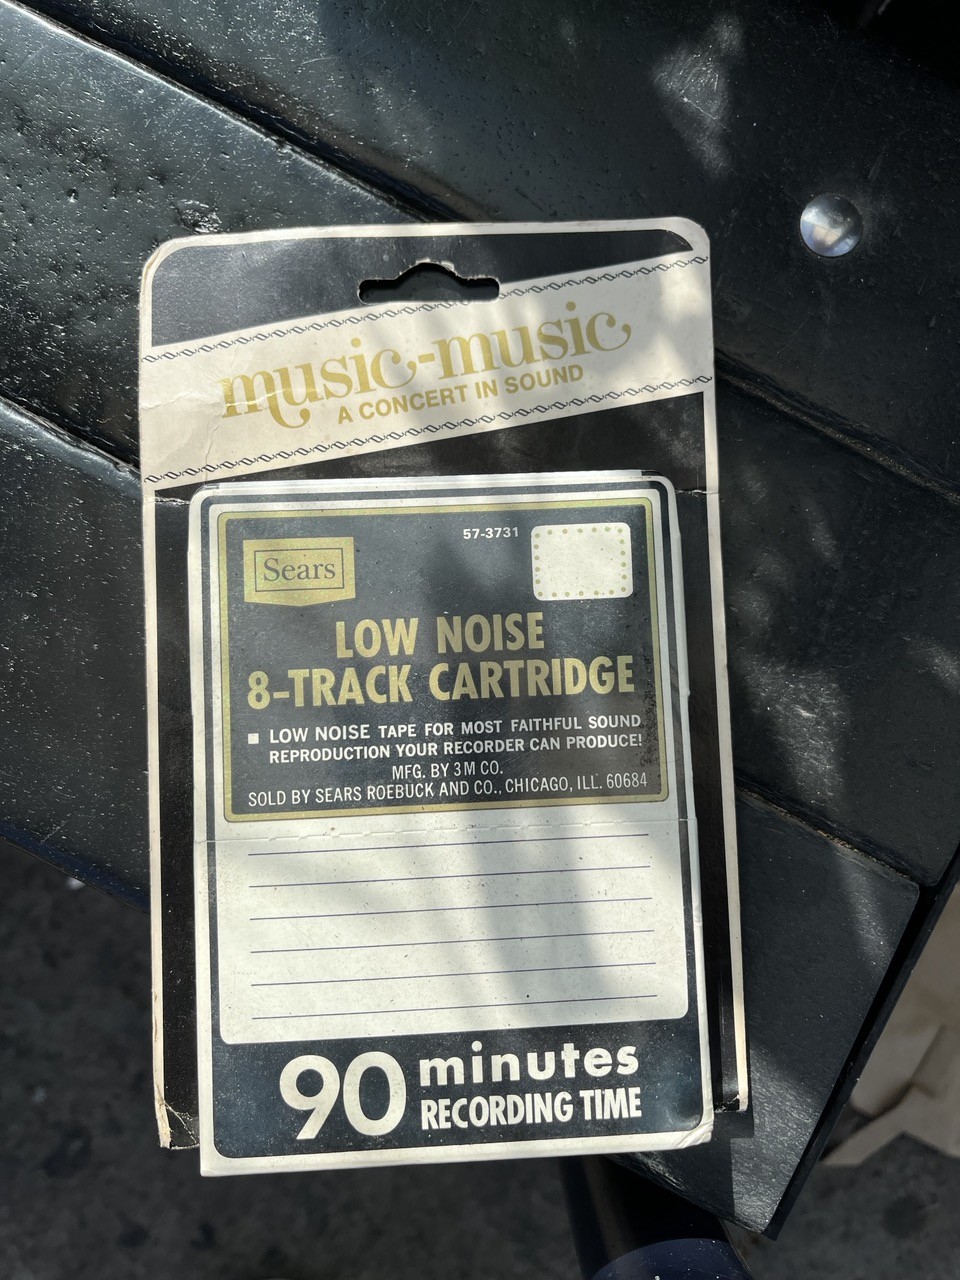 music-music
A CONCERT IN SOUND
57-3731
Sears
LOW NOISE
8-TRACK CARTRIDGE
■ LOW NOISE TAPE FOR MOST FAITHFUL SOUND
REPRODUCTION YOUR RECORDER CAN PRODUCE!
MFG. BY 3M CO.
SOLD BY SEARS ROEBUCK AND CO., CHICAGO, ILL. 60684
90 minutes
RECORDING TIME